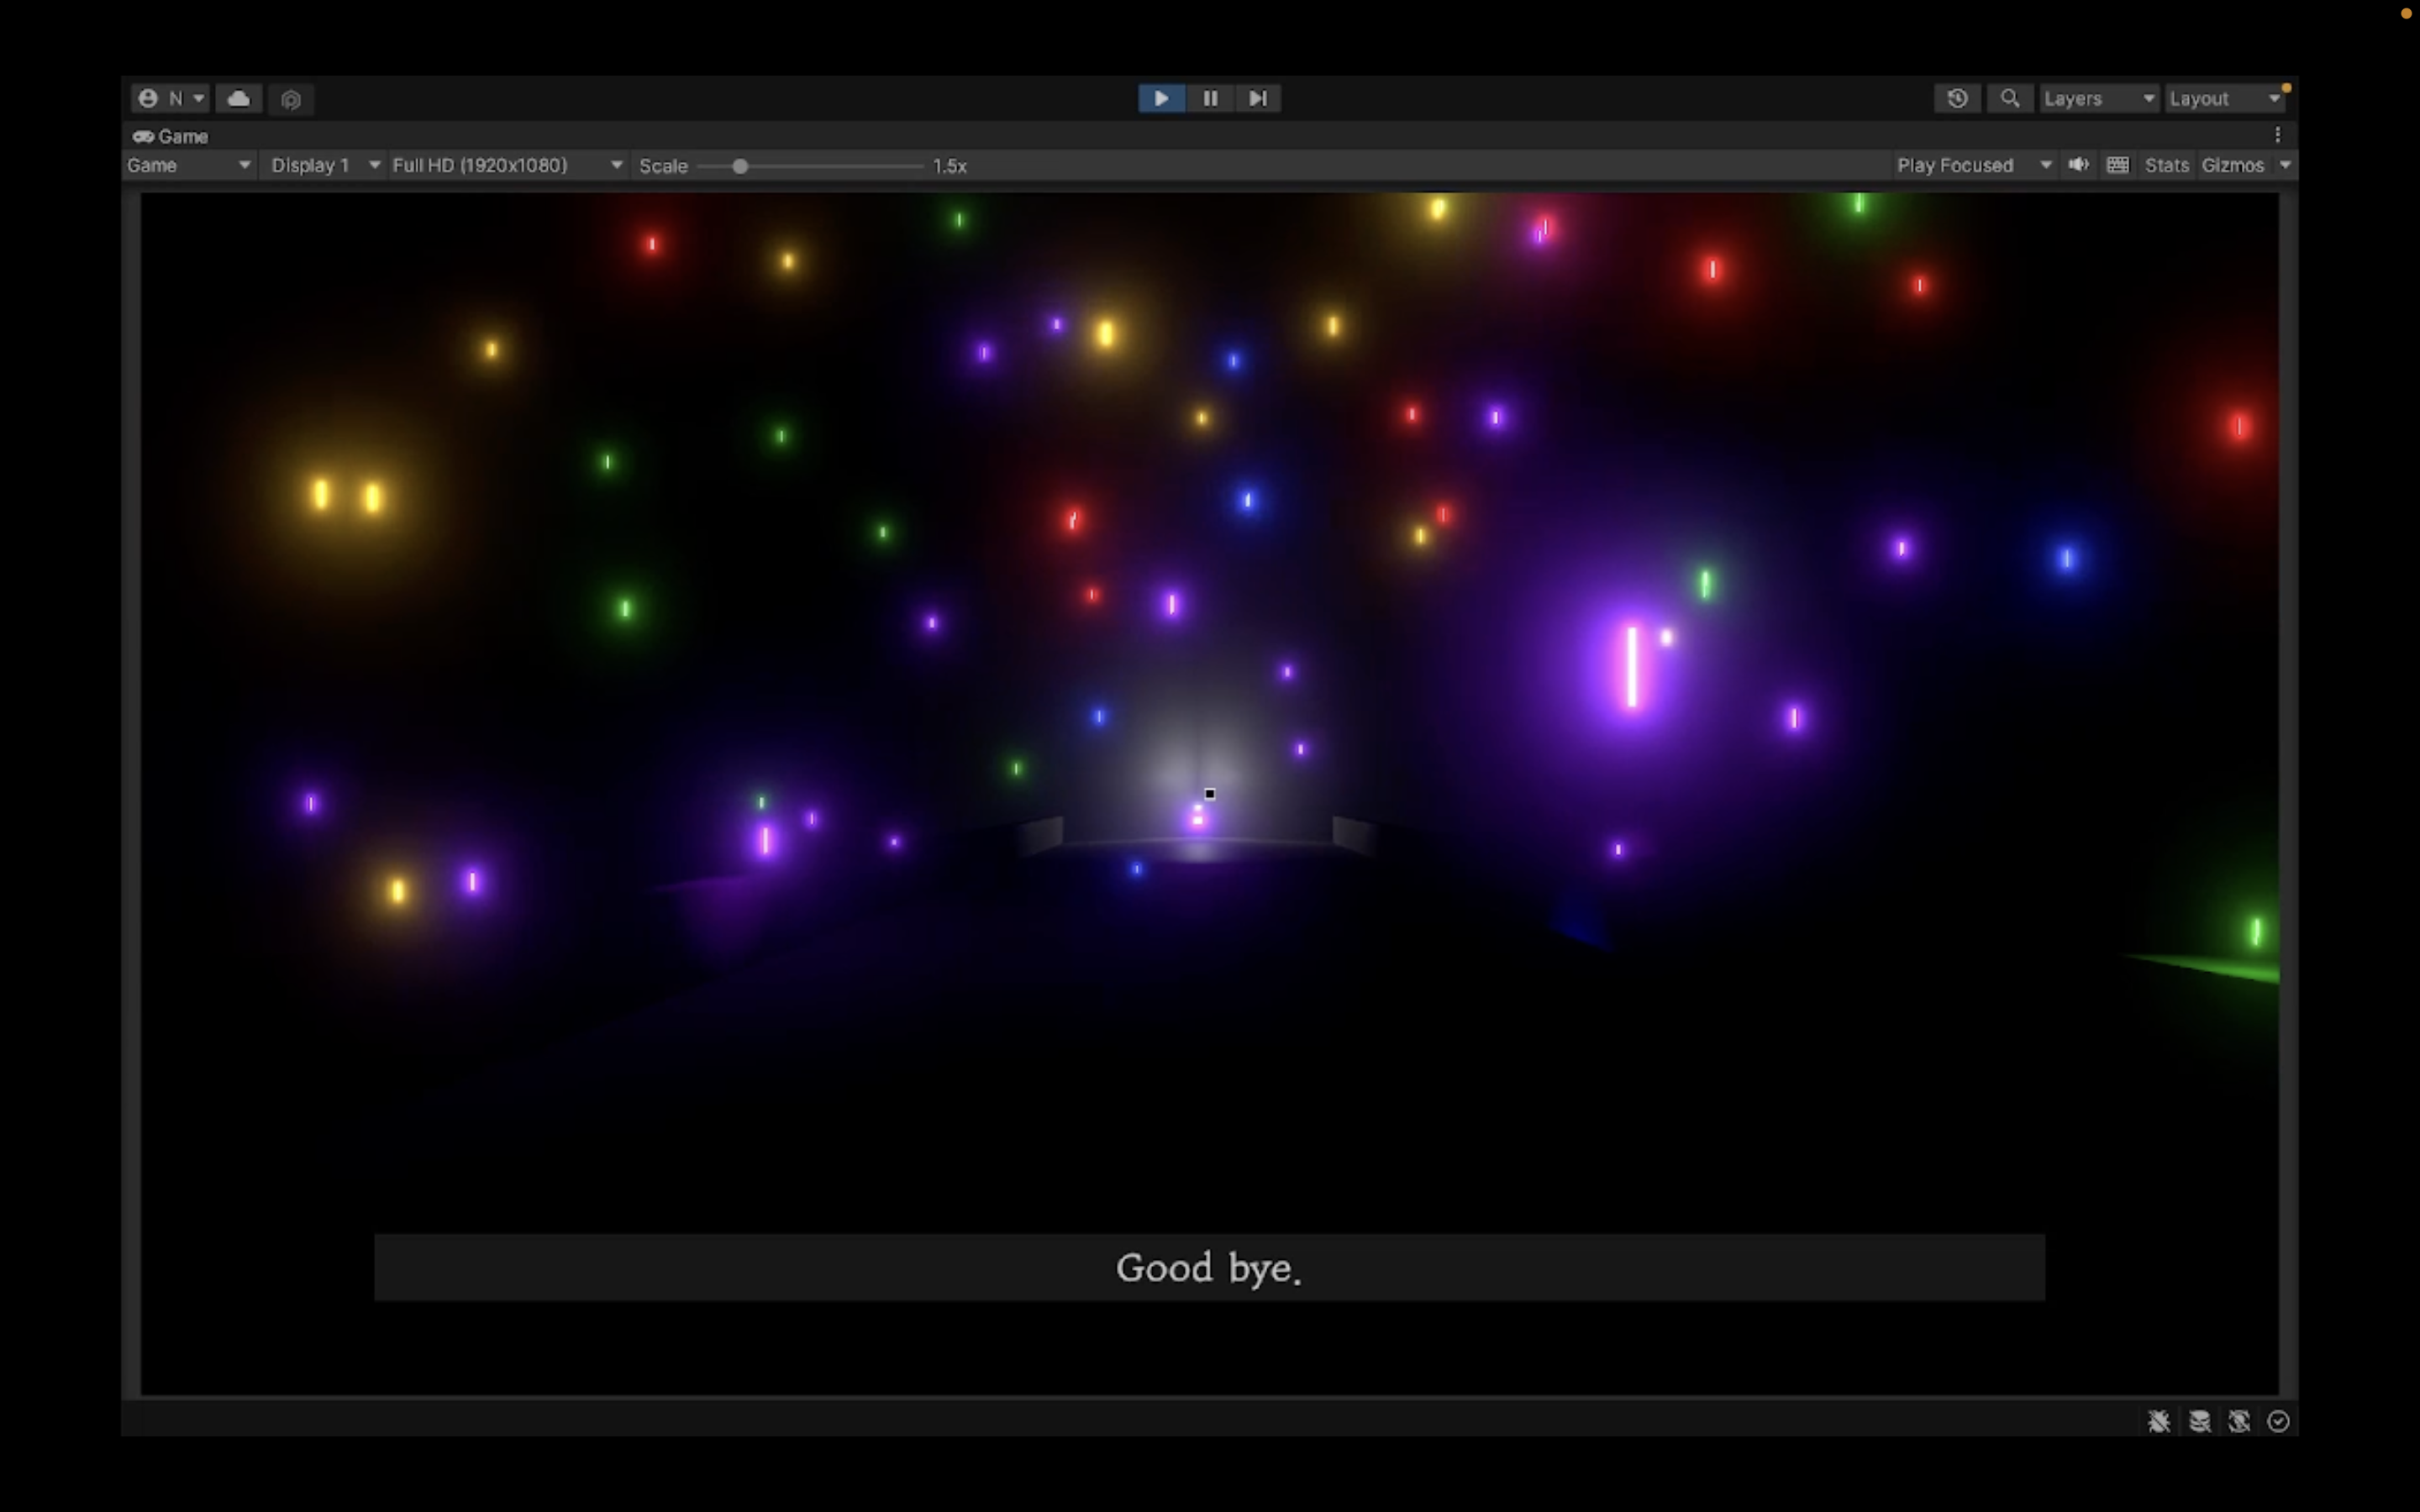 N
Layers
Layout
Game
Game
Display 1
Full HD (1920x1080)
Scale
1.5x
Play Focused
Stats
Gizmos
Good bye.